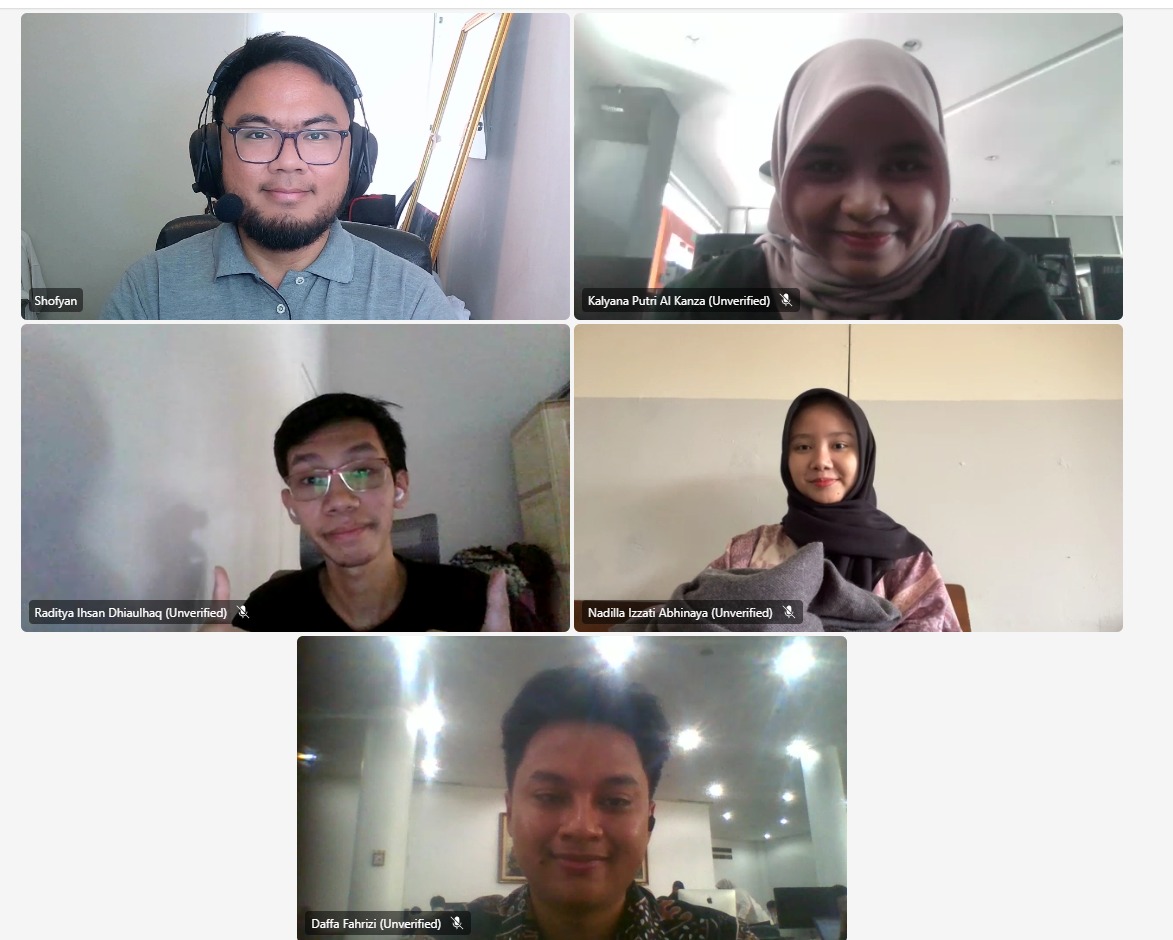 Shofyan
Kalyana Putri Al Kanza (Unverified)
Raditya Ihsan Dhiaulhaq (Unverified)
Nadilla Izzati Abhinaya (Unverified)
Daffa Fahrizi (Unverified)